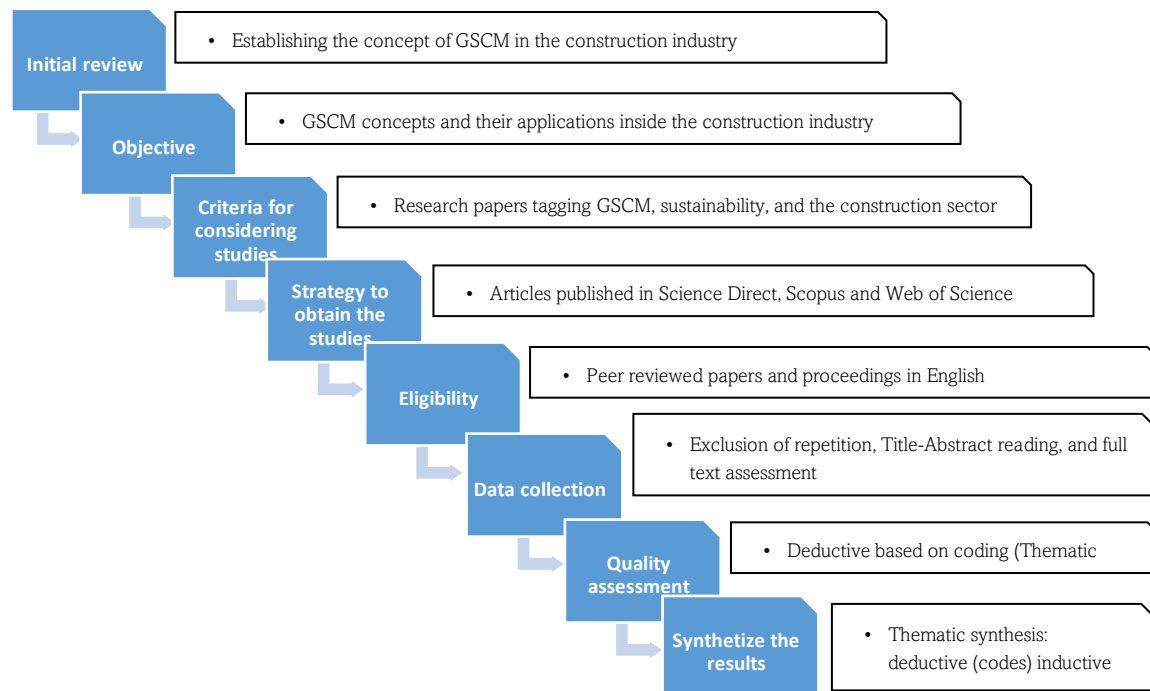 Initial review
• Establishing the concept of GSCM in the construction industry
Objective
• GSCM concepts and their applications inside the construction industry
Criteria for
considering
studies
• Research papers tagging GSCM, sustainability, and the construction sector
Strategy to
obtain the
studies
• Articles published in Science Direct, Scopus and Web of Science
Eligibility
• Peer reviewed papers and proceedings in English
Data collection
• Exclusion of repetition, Title-Abstract reading, and full
text assessment
Quality
assessment
• Deductive based on coding (Thematic
Synthetize the
results
• Thematic synthesis:
deductive (codes) inductive